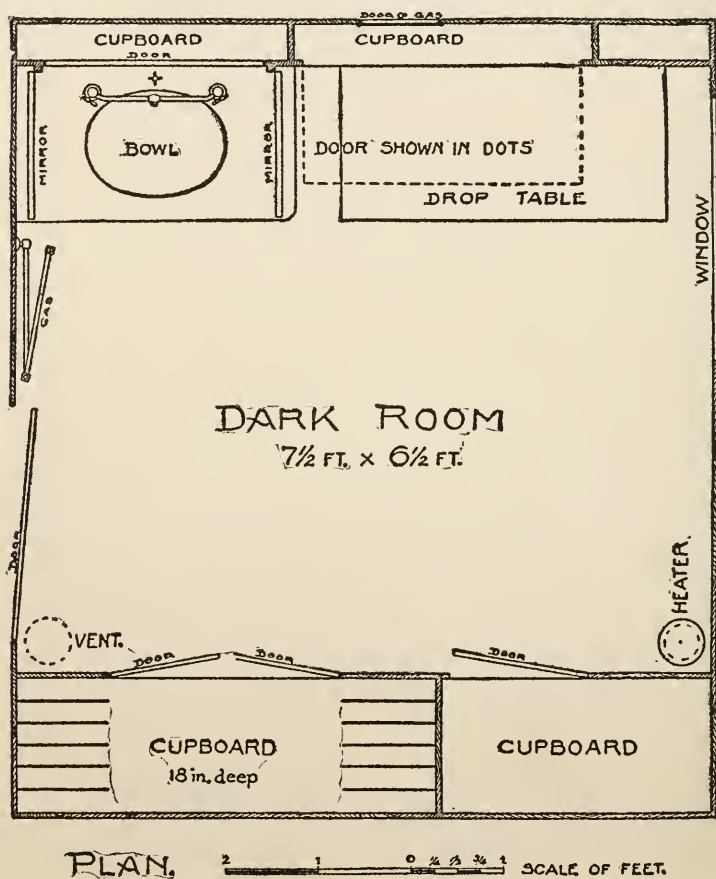 DOOR & GAS
CUPBOARD
CUPBOARD
DOOR
MIRROR
BOWL
MIRROR
DOOR SHOWN IN DOTS
DROP TABLE
WINDOW
GAS
DARK ROOM
7½ FT. x 6½ FT.
DOOR
HEATER.
VENT.
DOOR
DOOR
DOOR
CUPBOARD
18 in. deep
CUPBOARD
PLAN.
2 1 0 ¼ ½ ¾ 1 SCALE OF FEET.